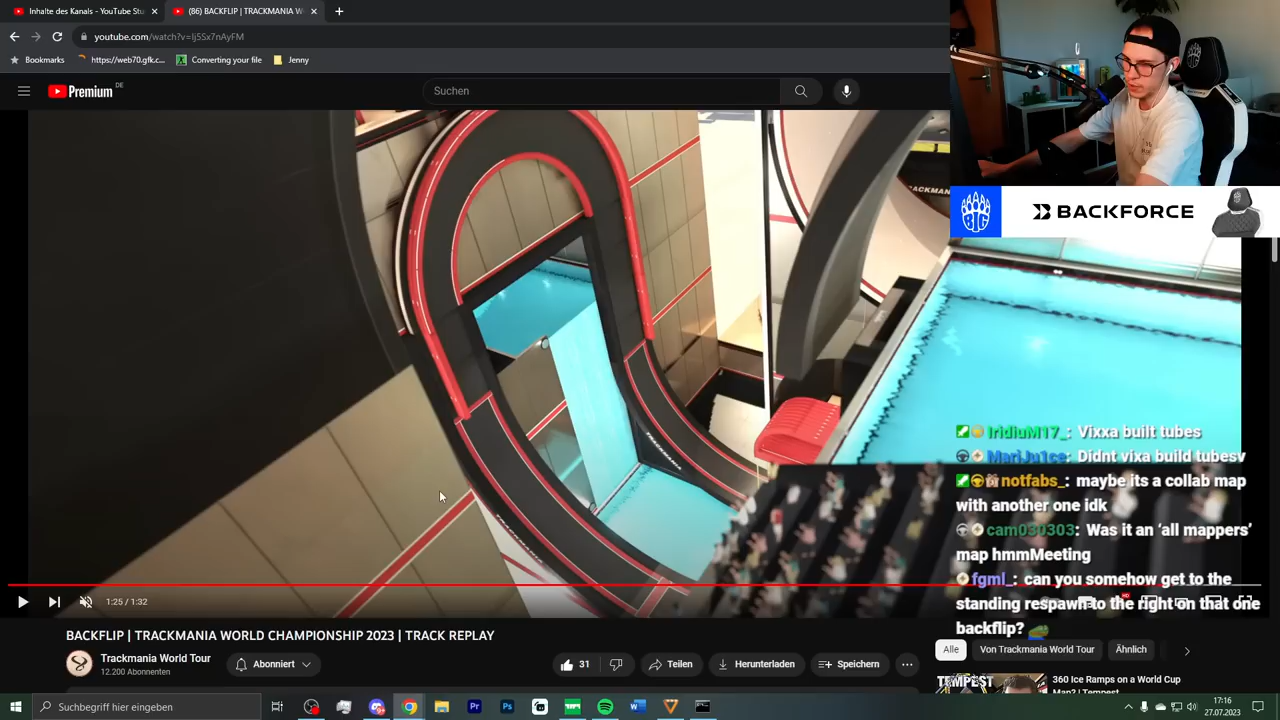 Inhalte des Kanals - YouTube Stu
(86) BACKFLIP | TRACKMANIA W
youtube.com/watch?v=Ij5Sx7nAyFM
Bookmarks
https://web70.gfk.c...
Converting your file
Jenny
Premium DE
Suchen
BIG
BACKFORCE
TRACKMANIA
TRACKMANIA
IridiuM17_: Vixxa built tubes
MariJu1ce: Didnt vixa build tubesv
notfabs_: maybe its a collab map
with another one idk
cam030303: Was it an ‘all mappers’
map hmmMeeting
fgml_: can you somehow get to the
standing respawn to the right on that one
backflip?
1:25 / 1:32
BACKFLIP | TRACKMANIA WORLD CHAMPIONSHIP 2023 | TRACK REPLAY
Trackmania World Tour
12.200 Abonnenten
Abonniert
31
Teilen
Herunterladen
Speichern
Alle
Von Trackmania World Tour
Ähnlich
TEMPEST
360 Ice Ramps on a World Cup
Map? | Tempest
Suchbegriff hier eingeben
17:16
27.07.2023